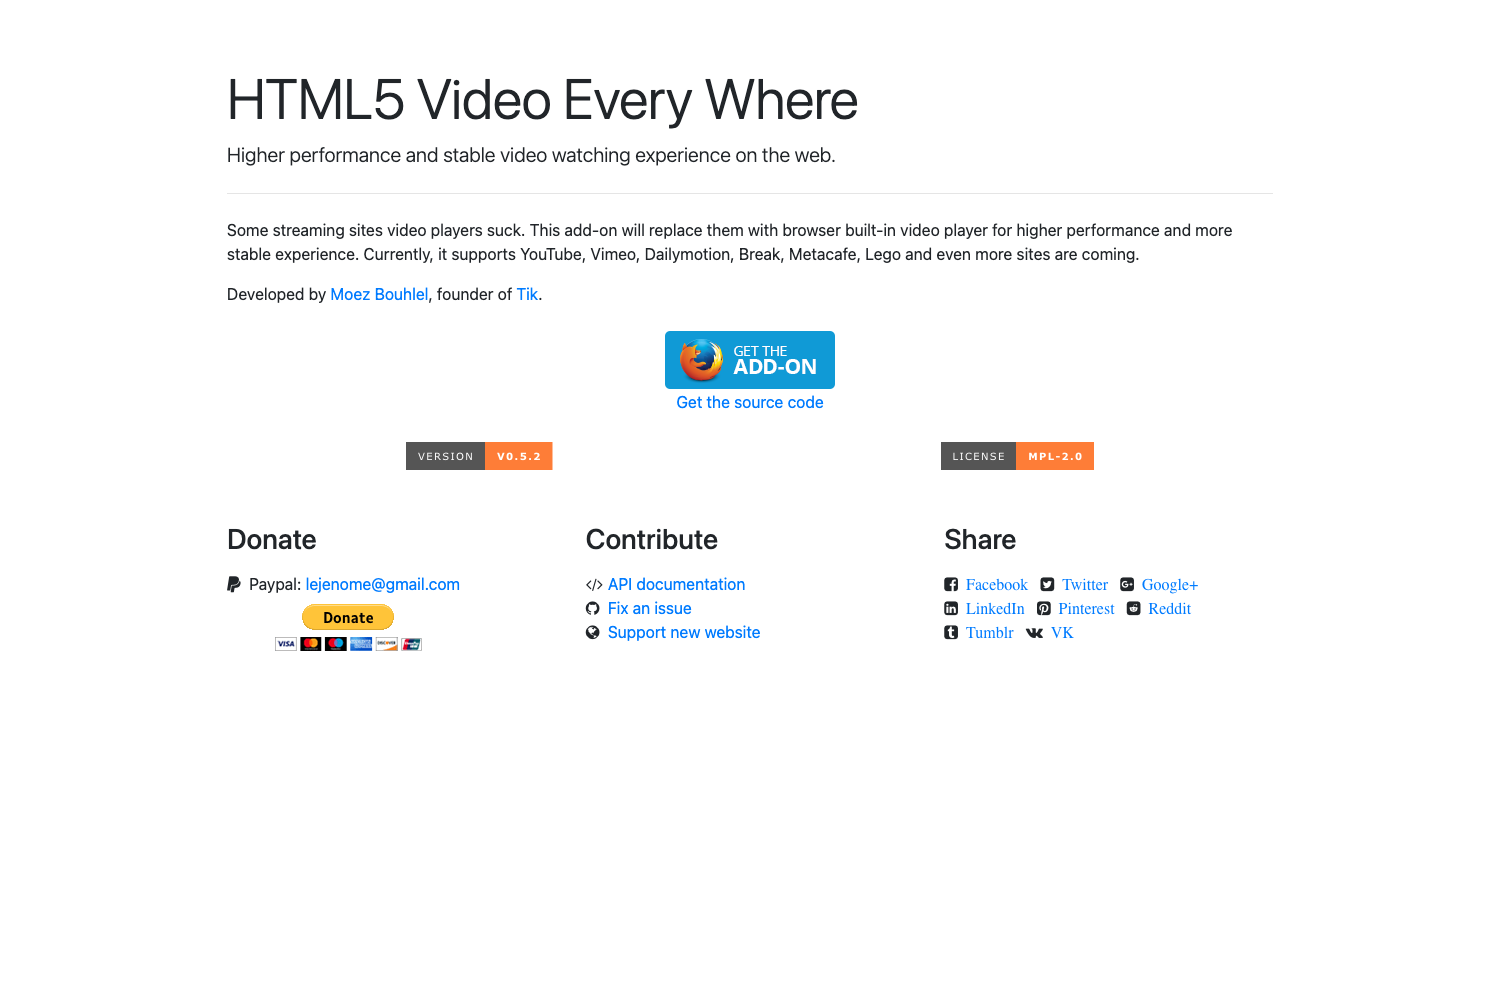 HTML5 Video Every Where
Higher performance and stable video watching experience on the web.
Some streaming sites video players suck. This add-on will replace them with browser built-in video player for higher performance and more
stable experience. Currently, it supports YouTube, Vimeo, Dailymotion, Break, Metacafe, Lego and even more sites are coming.
Developed by Moez Bouhlel, founder of Tik.
GET THE
ADD-ON
Get the source code
VERSION V0.5.2
LICENSE MPL-2.0
Donate
Paypal: lejenome@gmail.com
Donate
VISA
DISCOVER
Contribute
API documentation
Fix an issue
Support new website
Share
Facebook Twitter Google+
LinkedIn Pinterest Reddit
Tumblr VK